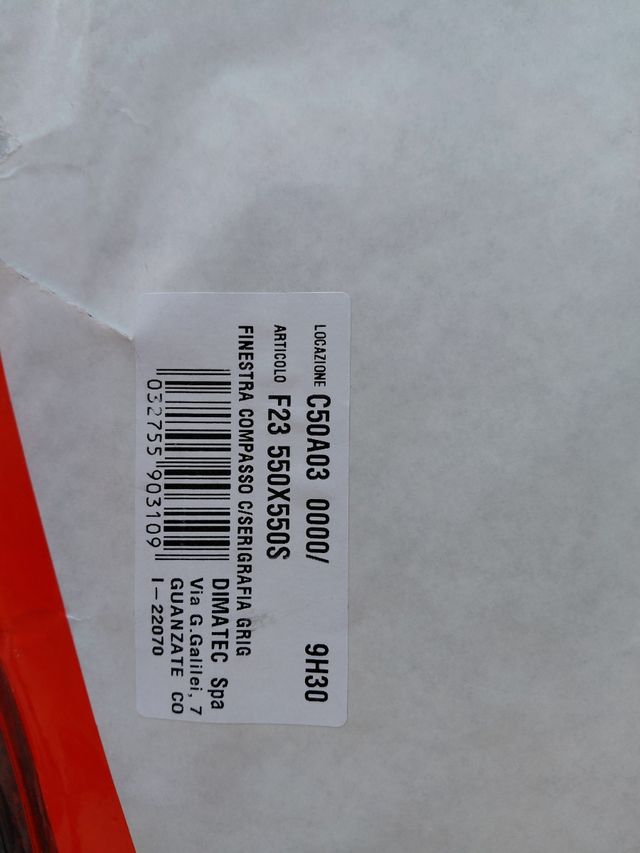 LOCAZIONE C50A03 0000/ 9H30
ARTICOLO F23 550X550S
FINESTRA COMPASSO C/SERIGRAFIA GRIG
032755 903109
DIMATEC Spa
Via G.Galilei, 7
GUANZATE CO
I-22070